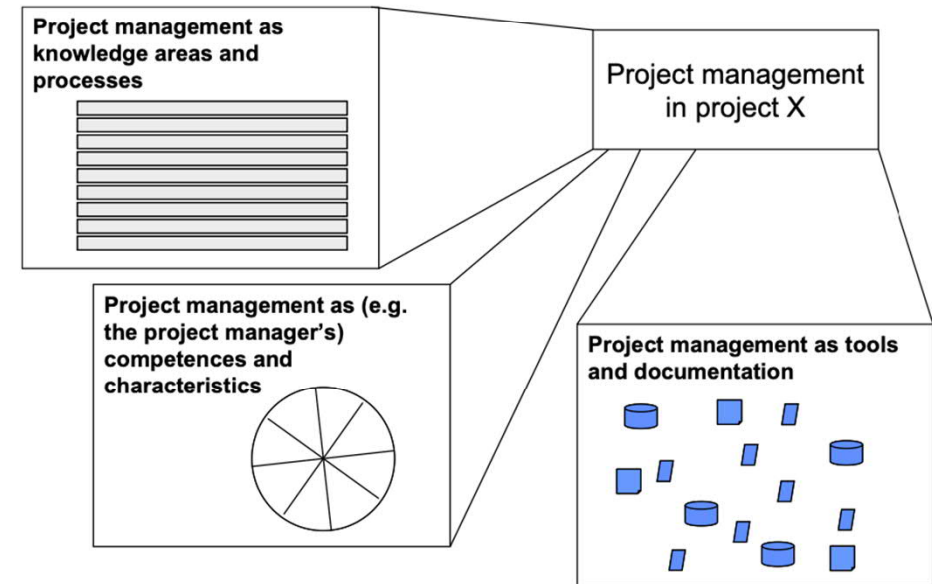 Project management as
knowledge areas and
processes
Project management
in project X
Project management as (e.g.
the project manager's)
competences and
characteristics
Project management as tools
and documentation